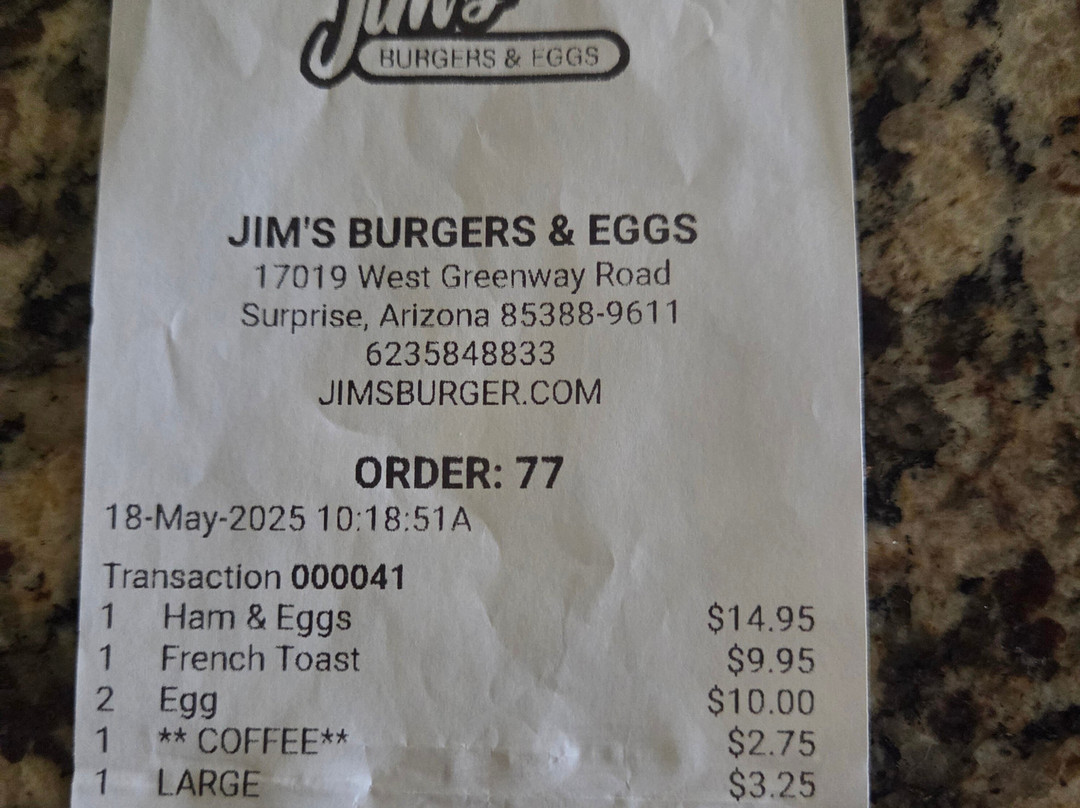 Jim's
BURGERS & EGGS
JIM'S BURGERS & EGGS
17019 West Greenway Road
Surprise, Arizona 85388-9611
6235848833
JIMSBURGER.COM
ORDER: 77
18-May-2025 10:18:51A
Transaction 000041
1 Ham & Eggs $14.95
1 French Toast $9.95
2 Egg $10.00
1 ** COFFEE** $2.75
1 LARGE $3.25